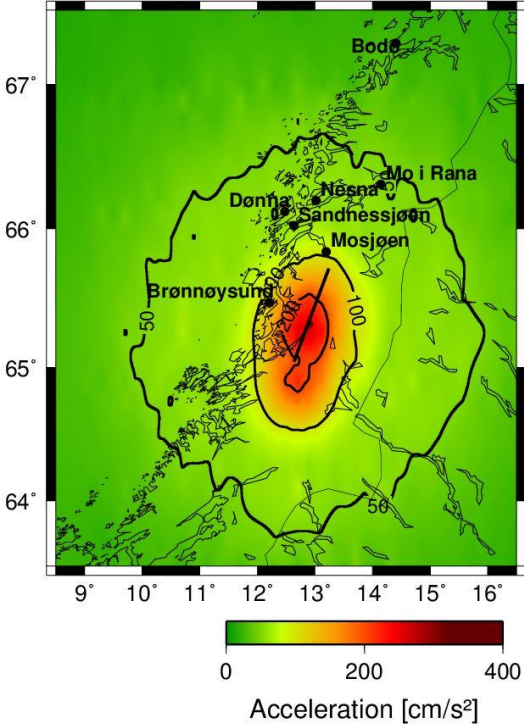 Bodø
67°
Mo i Rana
Nesna
Dønna
Sandnessjøen
66°
Mosjøen
Brønnøysund
200
100
50
65°
64°
50
9° 10° 11° 12° 13° 14° 15° 16°
0 200 400
Acceleration [cm/s²]